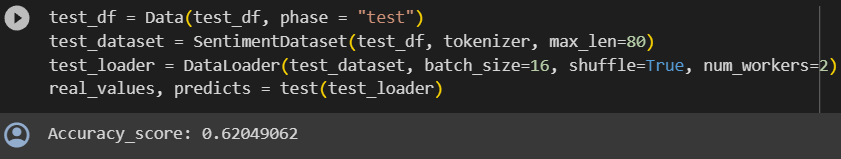 test_df = Data(test_df, phase = "test")
test_dataset = SentimentDataset(test_df, tokenizer, max_len=80)
test_loader = DataLoader(test_dataset, batch_size=16, shuffle=True, num_workers=2)
real_values, predicts = test(test_loader)
Accuracy_score: 0.62049062